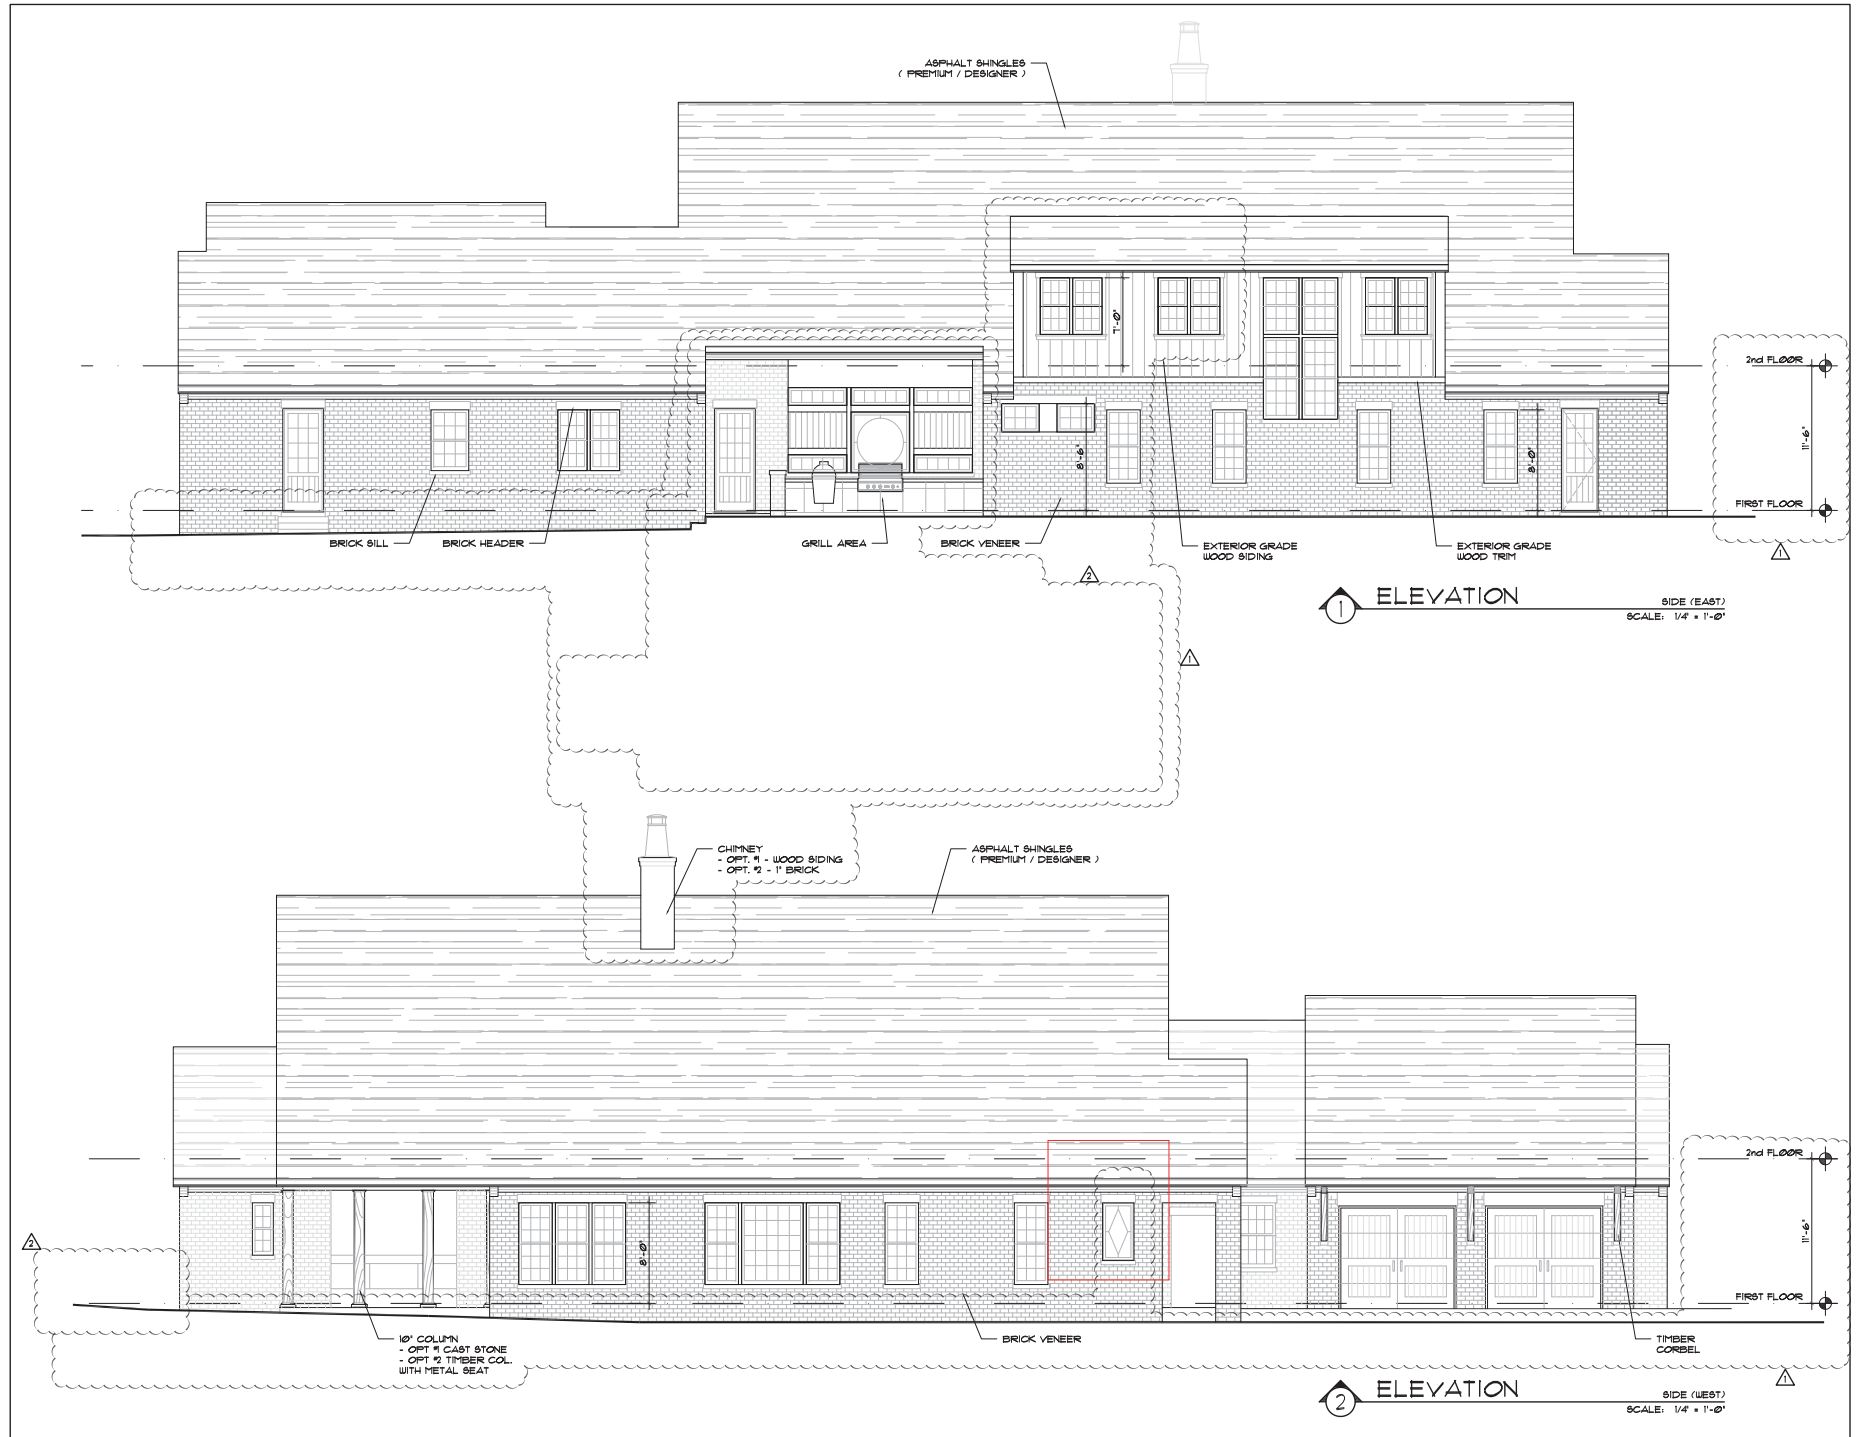 ASPHALT SHINGLES
( PREMIUM / DESIGNER )
7'-0"
2nd FLOOR
11'-6"
8'-6"
8'-0"
FIRST FLOOR
BRICK SILL
BRICK HEADER
GRILL AREA
BRICK VENEER
EXTERIOR GRADE
WOOD SIDING
EXTERIOR GRADE
WOOD TRIM
1
2
1
ELEVATION
SIDE (EAST)
SCALE: 1/4" = 1'-0"
1
CHIMNEY
- OPT. #1 - WOOD SIDING
- OPT. #2 - 1" BRICK
ASPHALT SHINGLES
( PREMIUM / DESIGNER )
2nd FLOOR
11'-6"
8'-0"
2
FIRST FLOOR
10" COLUMN
- OPT #1 CAST STONE
- OPT #2 TIMBER COL.
WITH METAL SEAT
BRICK VENEER
TIMBER
CORBEL
1
2
ELEVATION
SIDE (WEST)
SCALE: 1/4" = 1'-0"